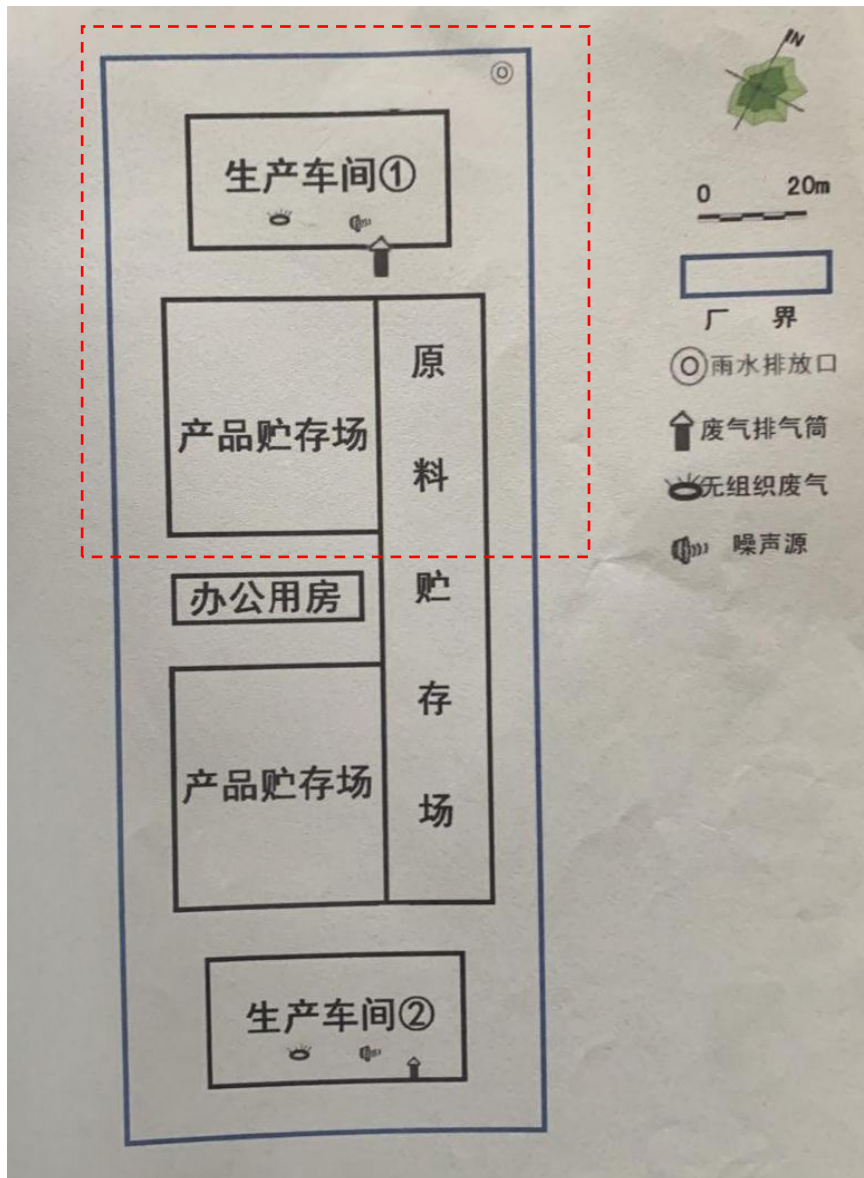 N
生产车间①
0 20m
厂界
原料贮存场
◎雨水排放口
产品贮存场
废气排气筒
无组织废气
噪声源
办公用房
产品贮存场
生产车间②